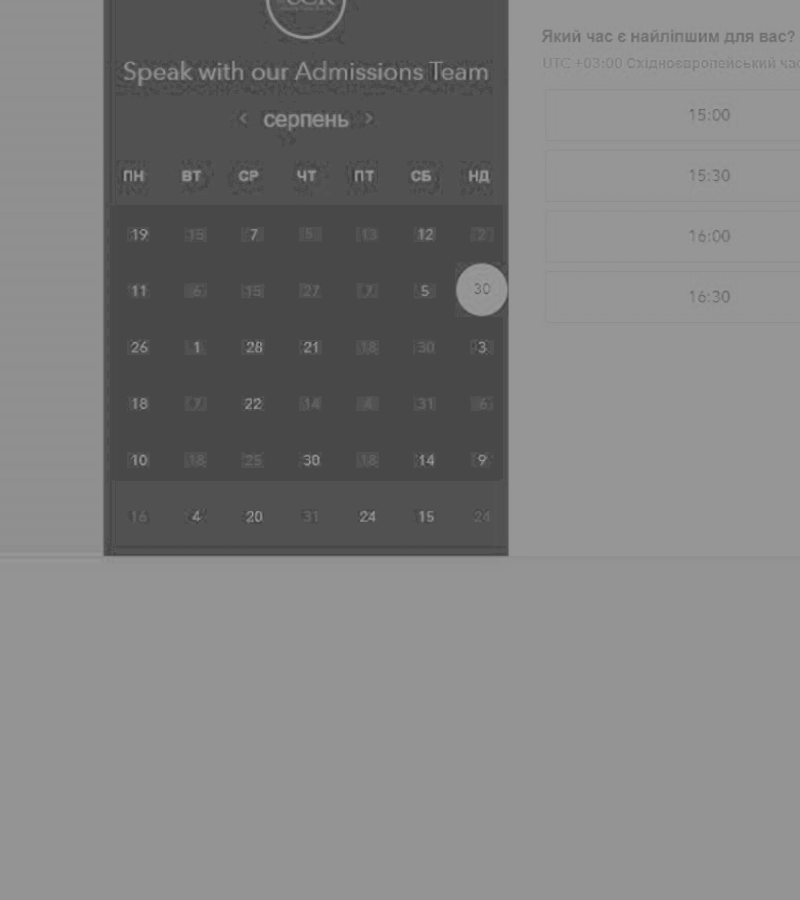 Speak with our Admissions Team
Який час є найліпшим для вас?
UTC +03:00 Східноєвропейський час
< серпень >
15:00
15:30
16:00
16:30
ПН ВТ СР ЧТ ПТ СБ НД
19 15 7 5 13 12 2
11 6 15 27 7 5 30
26 1 28 21 18 30 3
18 7 22 14 4 31 6
10 18 25 30 18 14 9
16 4 20 31 24 15 24